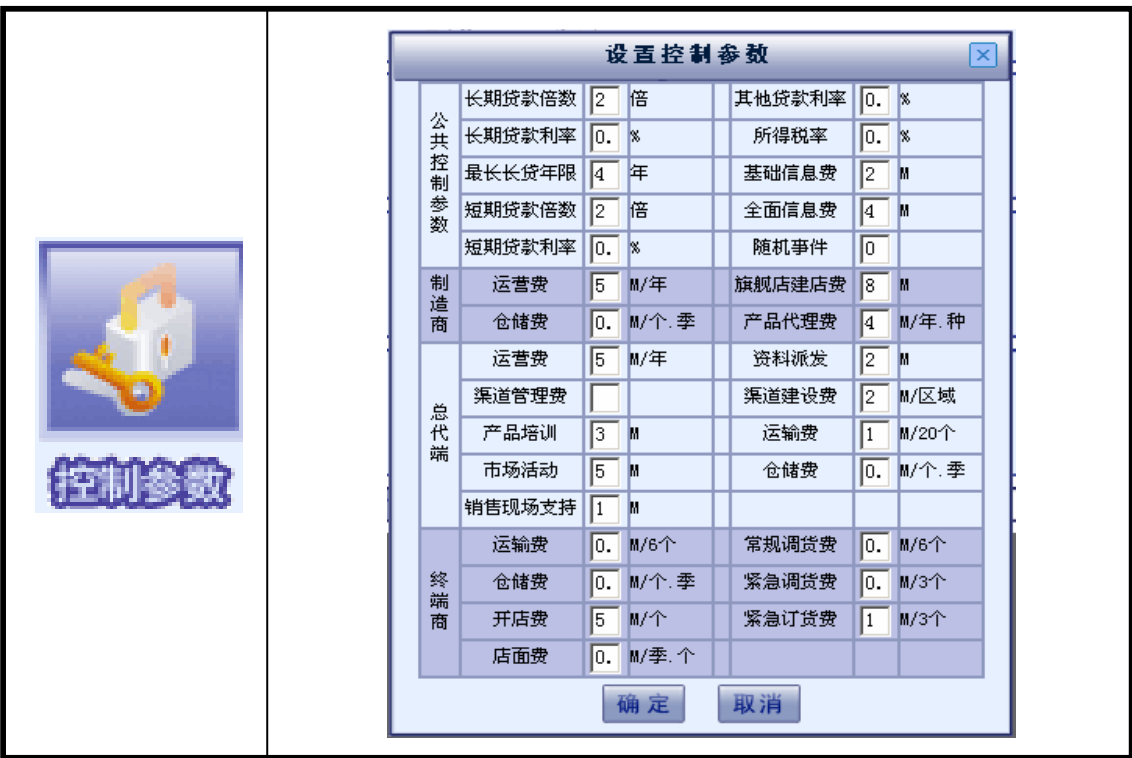 控制参数
设置控制参数
公共控制参数
长期贷款倍数 2 倍 其他贷款利率 0. %
长期贷款利率 0. % 所得税率 0. %
最长长贷年限 4 年 基础信息费 2 M
短期贷款倍数 2 倍 全面信息费 4 M
短期贷款利率 0. % 随机事件 0
制造商
运营费 5 M/年 旗舰店建店费 8 M
仓储费 0. M/个.季 产品代理费 4 M/年.种
总代端
运营费 5 M/年 资料派发 2 M
渠道管理费 渠道建设费 2 M/区域
产品培训 3 M 运输费 1 M/20个
市场活动 5 M 仓储费 0. M/个.季
销售现场支持 1 M
终端商
运输费 0. M/6个 常规调货费 0. M/6个
仓储费 0. M/个.季 紧急调货费 0. M/3个
开店费 5 M/个 紧急订货费 1 M/3个
店面费 0. M/季.个
确定 取消